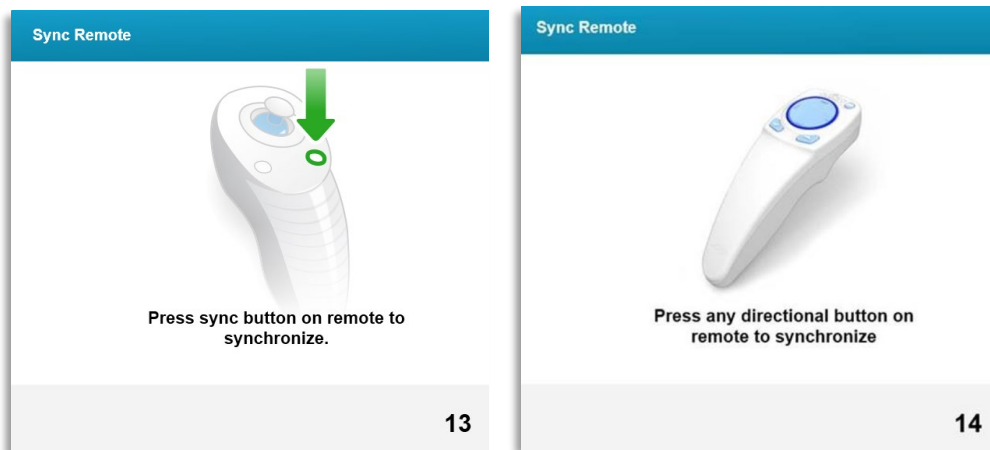 Sync Remote
Press sync button on remote to
synchronize.
13
Sync Remote
Press any directional button on
remote to synchronize
14